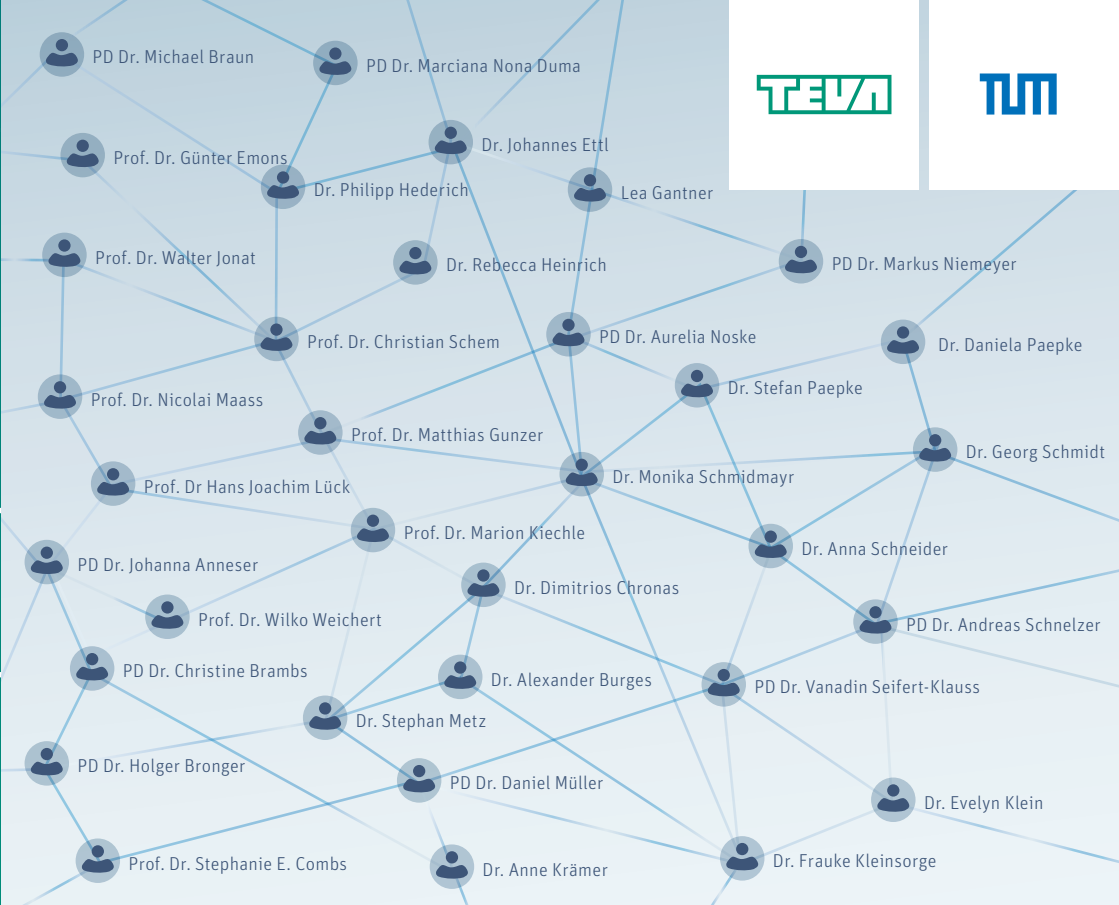 TEVA
TUM
PD Dr. Michael Braun
PD Dr. Marciana Nona Duma
Dr. Johannes Ettl
Prof. Dr. Günter Emons
Dr. Philipp Hederich
Lea Gantner
Prof. Dr. Walter Jonat
Dr. Rebecca Heinrich
PD Dr. Markus Niemeyer
Prof. Dr. Christian Schem
PD Dr. Aurelia Noske
Dr. Daniela Paepke
Dr. Stefan Paepke
Prof. Dr. Nicolai Maass
Prof. Dr. Matthias Gunzer
Dr. Georg Schmidt
Dr. Monika Schmidmayr
Prof. Dr Hans Joachim Lück
Prof. Dr. Marion Kiechle
Dr. Anna Schneider
PD Dr. Johanna Anneser
Dr. Dimitrios Chronas
Prof. Dr. Wilko Weichert
PD Dr. Andreas Schnelzer
PD Dr. Christine Brambs
Dr. Alexander Burges
PD Dr. Vanadin Seifert-Klauss
Dr. Stephan Metz
PD Dr. Holger Bronger
PD Dr. Daniel Müller
Dr. Evelyn Klein
Prof. Dr. Stephanie E. Combs
Dr. Anne Krämer
Dr. Frauke Kleinsorge